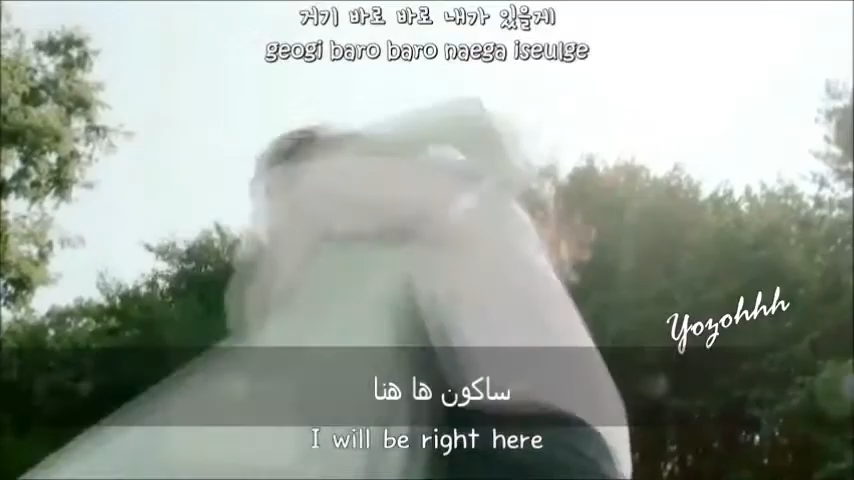 거기 바로 바로 내가 있을게
geogi baro baro naega iseulge
Yozohhh
ساكون ها هنا
I will be right here